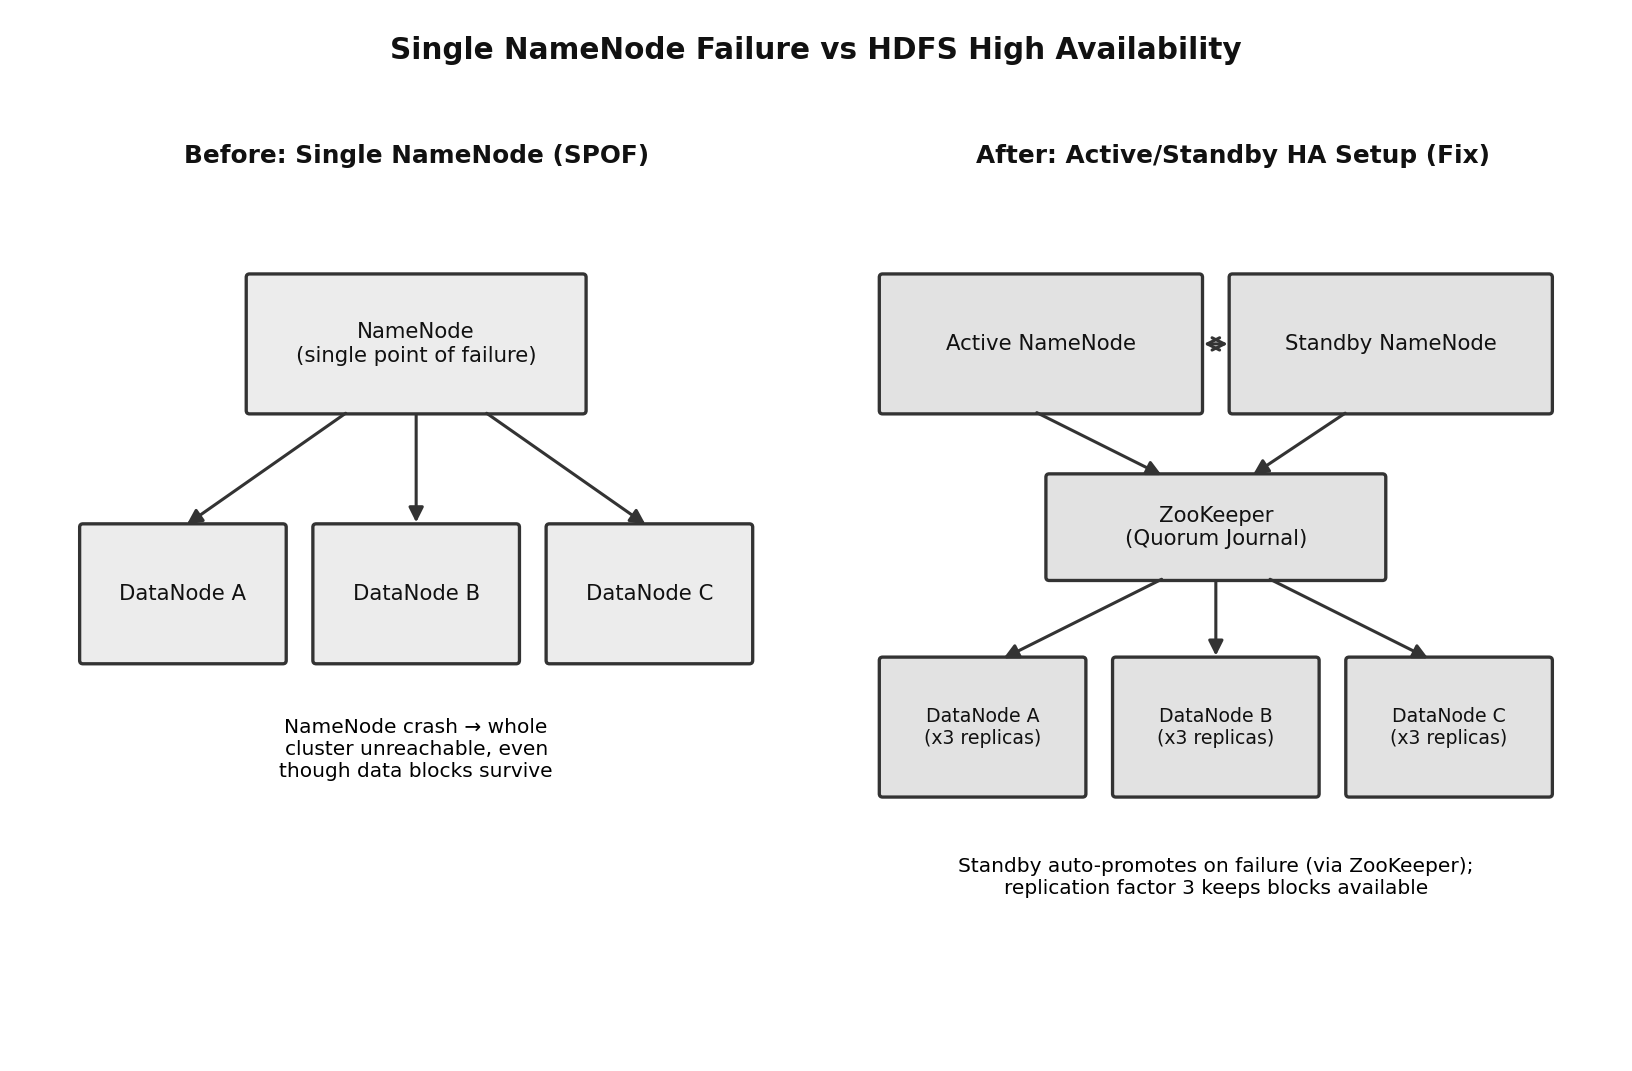 Single NameNode Failure vs HDFS High Availability
Before: Single NameNode (SPOF)
NameNode
(single point of failure)
DataNode A
DataNode B
DataNode C
NameNode crash → whole
cluster unreachable, even
though data blocks survive
After: Active/Standby HA Setup (Fix)
Active NameNode
Standby NameNode
ZooKeeper
(Quorum Journal)
DataNode A
(x3 replicas)
DataNode B
(x3 replicas)
DataNode C
(x3 replicas)
Standby auto-promotes on failure (via ZooKeeper);
replication factor 3 keeps blocks available